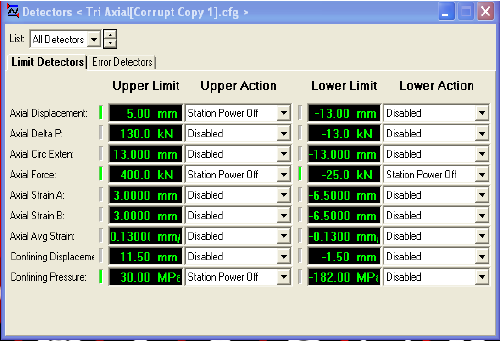 Detectors < Tri Axial[Corrupt Copy 1].cfg >
List: All Detectors
Limit Detectors Error Detectors
Upper Limit Upper Action Lower Limit Lower Action
Axial Displacement: 5.00 mm Station Power Off -13.00 mm Disabled
Axial Delta P: 130.0 kN Disabled -13.0 kN Disabled
Axial Circ Exten: 13.000 mm Disabled -13.000 mm Disabled
Axial Force: 400.0 kN Station Power Off -25.0 kN Station Power Off
Axial Strain A: 3.0000 mm Disabled -6.5000 mm Disabled
Axial Strain B: 3.0000 mm Disabled -6.5000 mm Disabled
Axial Avg Strain: 0.1300( mm/ Disabled -0.1300 mm, Disabled
Confining Displaceme 11.50 mm Disabled -1.50 mm Disabled
Confining Pressure: 30.00 MPa Station Power Off -182.00 MPa Disabled